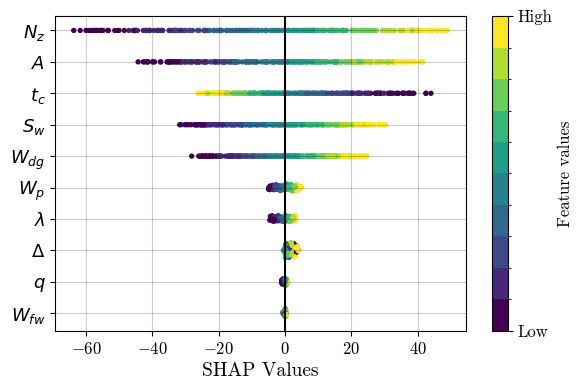 N_z
A
t_c
S_w
W_dg
W_p
λ
Δ
q
W_fw
−60 −40 −20 0 20 40
SHAP Values
High
Low
Feature values